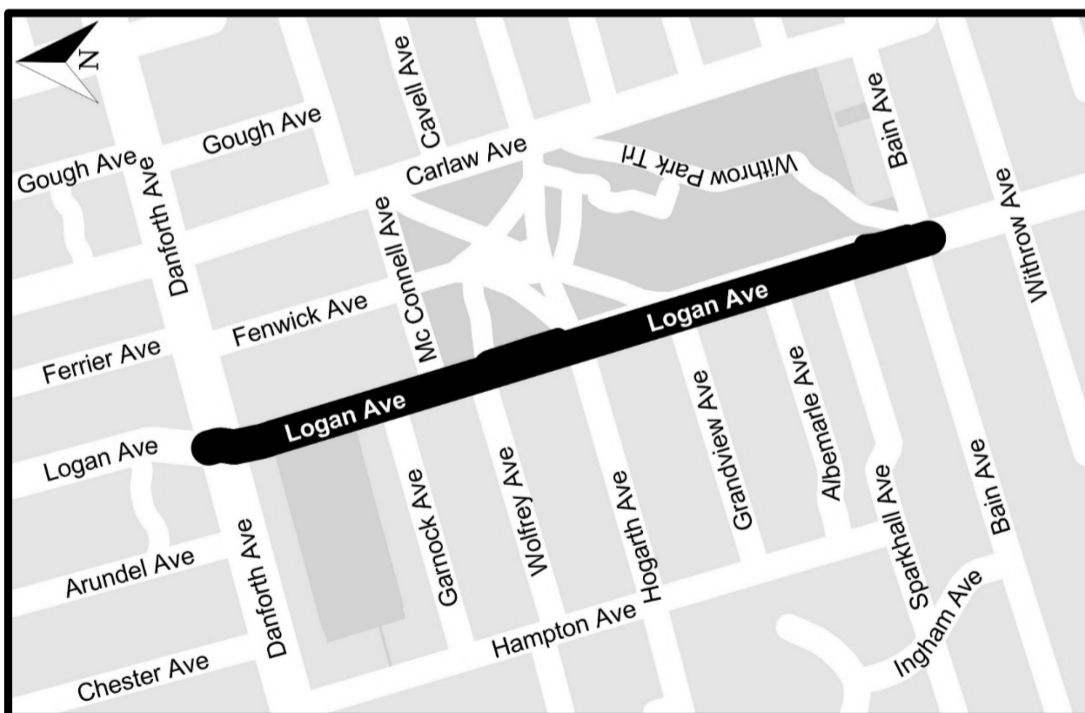 N
Cavell Ave
Gough Ave
Gough Ave
Danforth Ave
Carlaw Ave
Withrow Park Trl
Bain Ave
Withrow Ave
Mc Connell Ave
Fenwick Ave
Ferrier Ave
Logan Ave
Logan Ave
Logan Ave
Arundel Ave
Danforth Ave
Chester Ave
Garnock Ave
Wolfrey Ave
Hogarth Ave
Grandview Ave
Albemarle Ave
Sparkhall Ave
Bain Ave
Hampton Ave
Ingham Ave